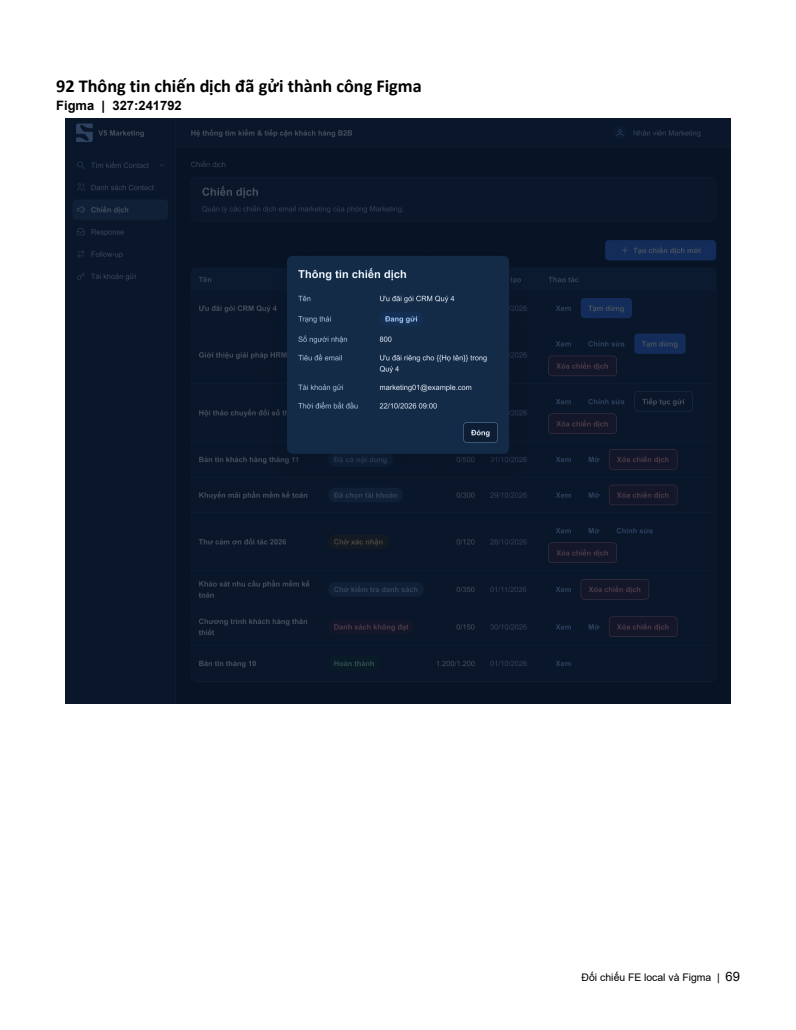 92 Thông tin chiến dịch đã gửi thành công Figma
Figma | 327:241792
VS Marketing
Hệ thống tìm kiếm & tiếp cận khách hàng B2B
Nhân viên Marketing
Tìm kiếm Contact
Danh sách Contact
Chiến dịch
Response
Follow-up
Tài khoản gửi
Chiến dịch
Chiến dịch
Quản lý các chiến dịch email marketing của phòng Marketing
+ Tạo chiến dịch mới
Tên tạo Thao tác
Ưu đãi gói CRM Quý 4 2026 Xem Tạm dừng
Giới thiệu giải pháp HRM 2026 Xem Chỉnh sửa Tạm dừng
Xóa chiến dịch
Hội thảo chuyển đổi số 2026 Xem Chỉnh sửa Tiếp tục gửi
Xóa chiến dịch
Thông tin chiến dịch
Tên Ưu đãi gói CRM Quý 4
Trạng thái Đang gửi
Số người nhận 800
Tiêu đề email Ưu đãi riêng cho {{Họ tên}} trong
Quý 4
Tài khoản gửi marketing01@example.com
Thời điểm bắt đầu 22/10/2026 09:00
Đóng
Bản tin khách hàng tháng 11 Đã có nội dung 0/500 31/10/2026 Xem Mở Xóa chiến dịch
Khuyến mãi phần mềm kế toán Đã chọn tài khoản 0/300 29/10/2026 Xem Mở Xóa chiến dịch
Thư cảm ơn đối tác 2026 Chờ xác nhận 0/120 28/10/2026 Xem Mở Chỉnh sửa
Xóa chiến dịch
Khảo sát nhu cầu phần mềm kế
toán Chờ kiểm tra danh sách 0/350 01/11/2026 Xem Xóa chiến dịch
Chương trình khách hàng thân
thiết Danh sách không đạt 0/150 30/10/2026 Xem Mở Xóa chiến dịch
Bản tin tháng 10 Hoàn thành 1.200/1.200 01/10/2026 Xem
Đối chiếu FE local và Figma | 69